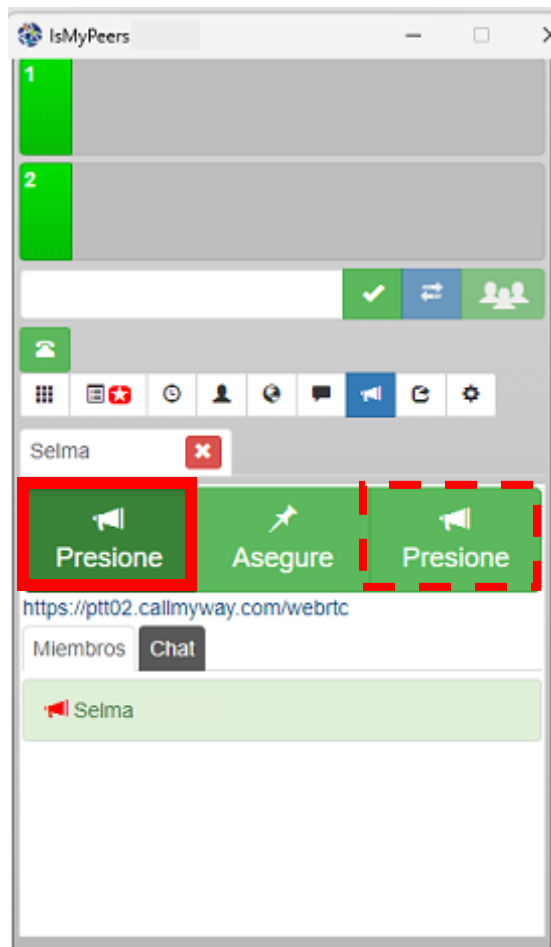 IsMyPeers
1
2
Selma
Presione Asegure Presione
https://ptt02.callmyway.com/webrtc
Miembros Chat
Selma